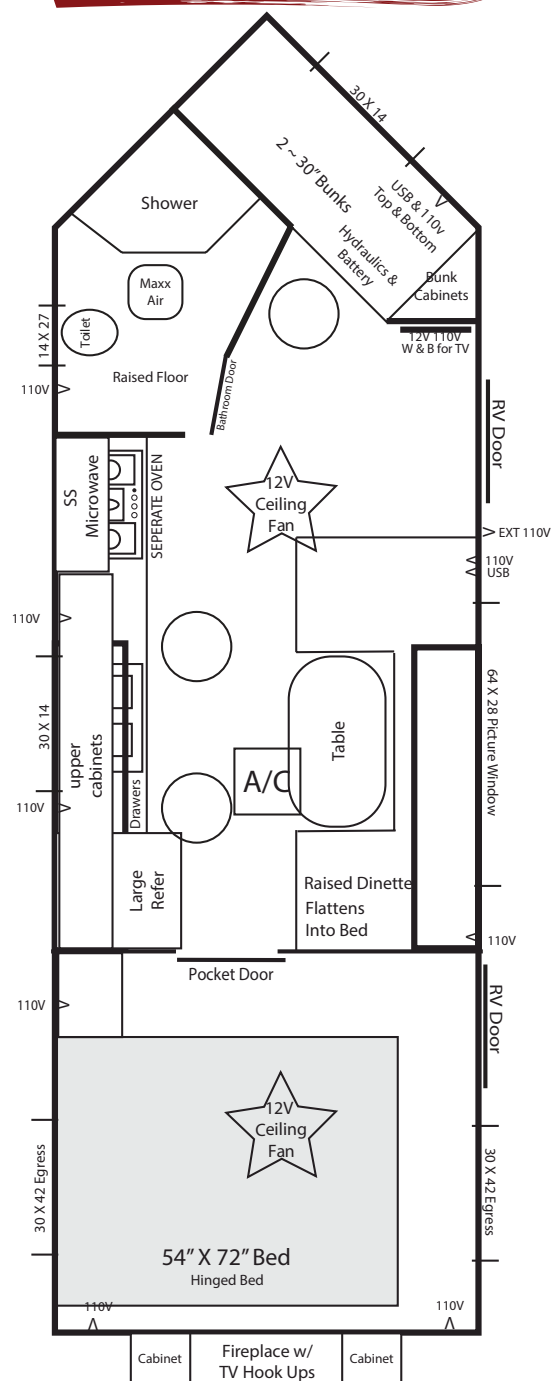 30 X 14
2 ~ 30" Bunks
USB & 110v
Top & Bottom
Hydraulics &
Battery
Bunk
Cabinets
Shower
Maxx
Air
Toilet
14 X 27
12V 110V
W & B for TV
Raised Floor
110V
Bathroom Door
RV Door
SS
Microwave
SEPERATE OVEN
12V
Ceiling
Fan
EXT 110V
110V
USB
110V
30 X 14
upper
cabinets
Drawers
110V
A/C
Table
64 X 28 Picture Window
Large
Refer
Raised Dinette
Flattens
Into Bed
110V
Pocket Door
RV Door
110V
12V
Ceiling
Fan
30 X 42 Egress
30 X 42 Egress
54" X 72" Bed
Hinged Bed
110V
110V
Cabinet
Fireplace w/
TV Hook Ups
Cabinet